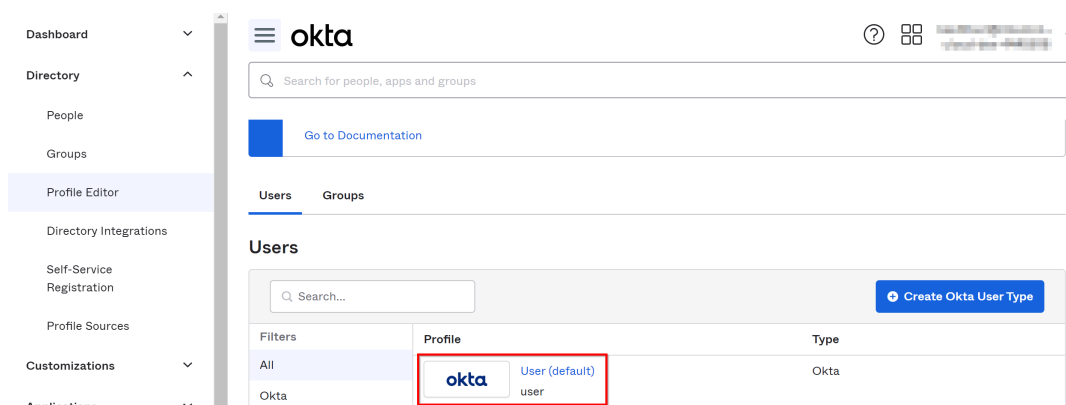 Dashboard
Directory
People
Groups
Profile Editor
Directory Integrations
Self-Service
Registration
Profile Sources
Customizations
Applications
okta
Search for people, apps and groups
Go to Documentation
Users Groups
Users
Search...
Create Okta User Type
Filters
All
Okta
Profile Type
okta User (default) Okta
user